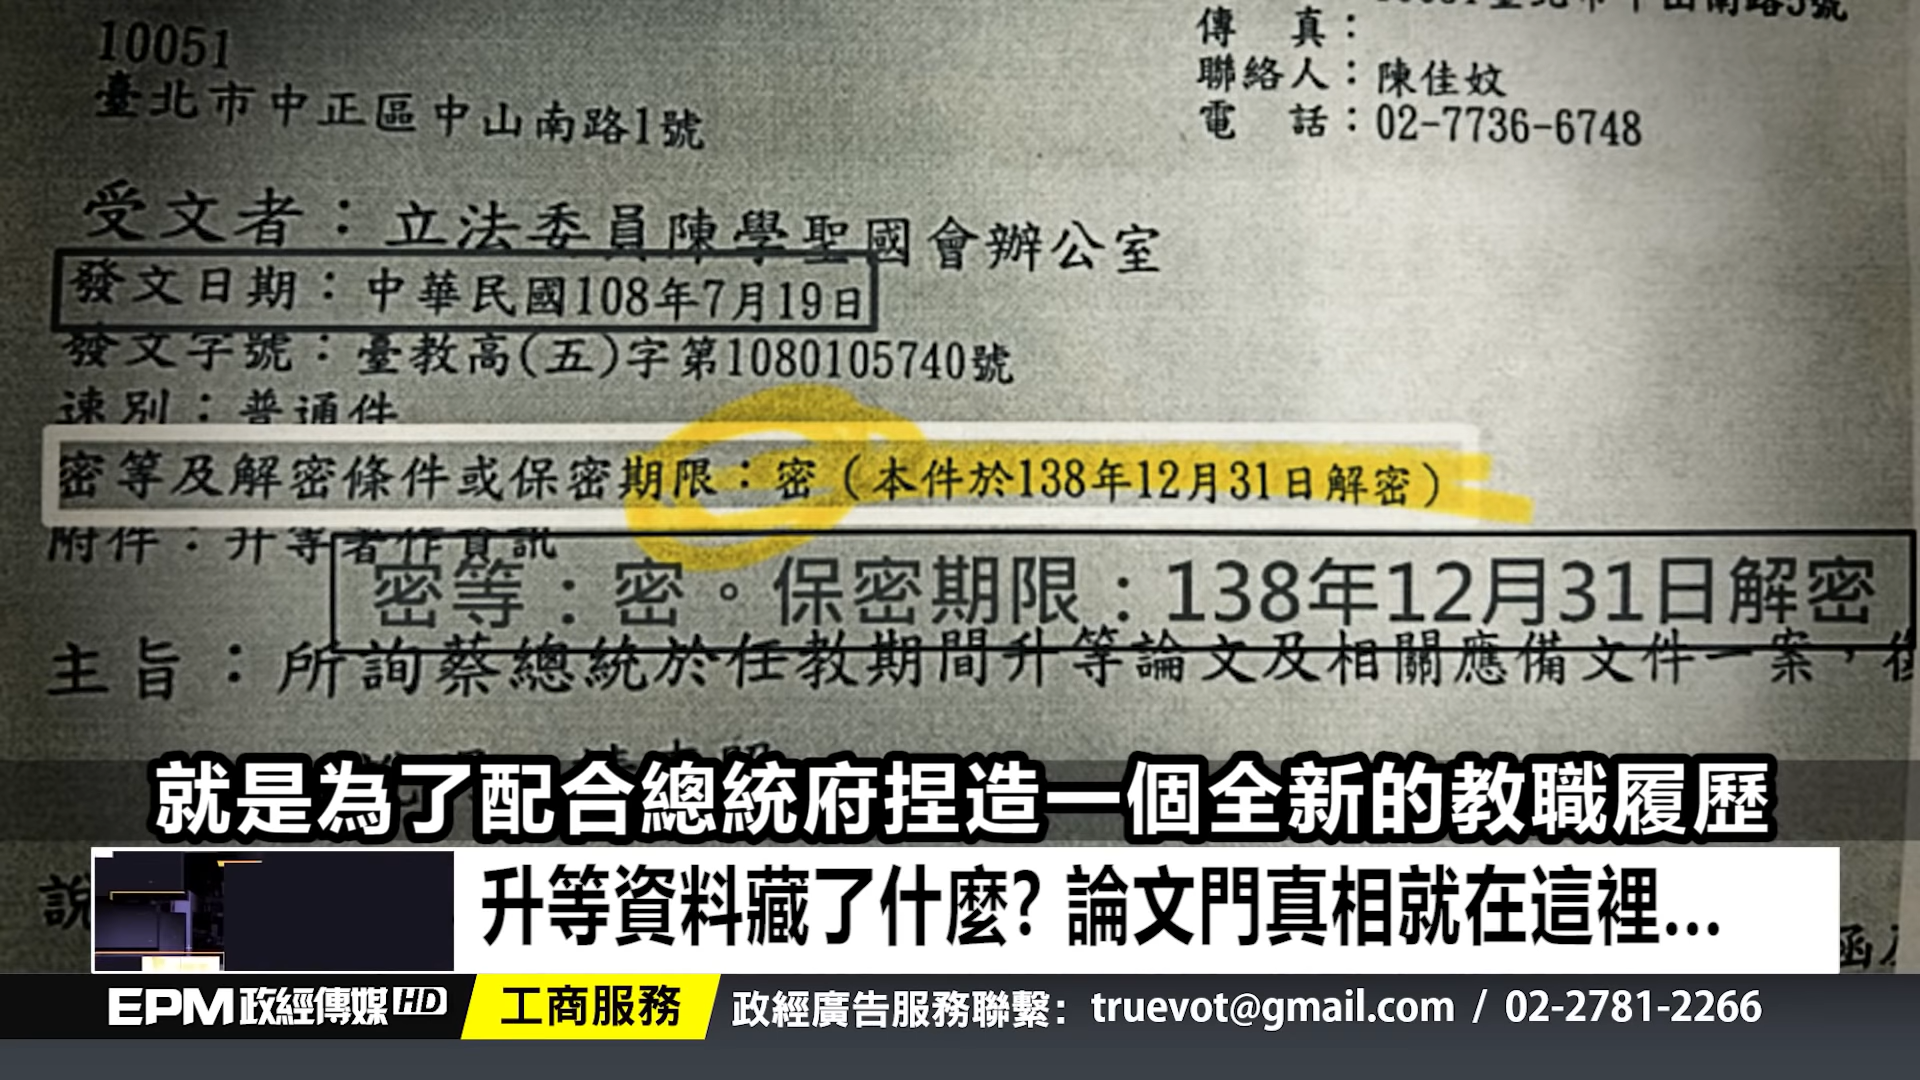 10051
臺北市中正區中山南路1號
傳　真：
聯絡人：陳佳妏
電　話：02-7736-6748
受文者：立法委員陳學聖國會辦公室
發文日期：中華民國108年7月19日
發文字號：臺教高(五)字第1080105740號
速別：普通件
密等及解密條件或保密期限：密（本件於138年12月31日解密）
附件：升等著作資訊
密等：密。保密期限：138年12月31日解密
主旨：所詢蔡總統於任教期間升等論文及相關應備文件一案，
就是為了配合總統府捏造一個全新的教職履歷
說
升等資料藏了什麼？論文門真相就在這裡...
函
EPM政經傳媒HD
工商服務
政經廣告服務聯繫：truevot@gmail.com / 02-2781-2266